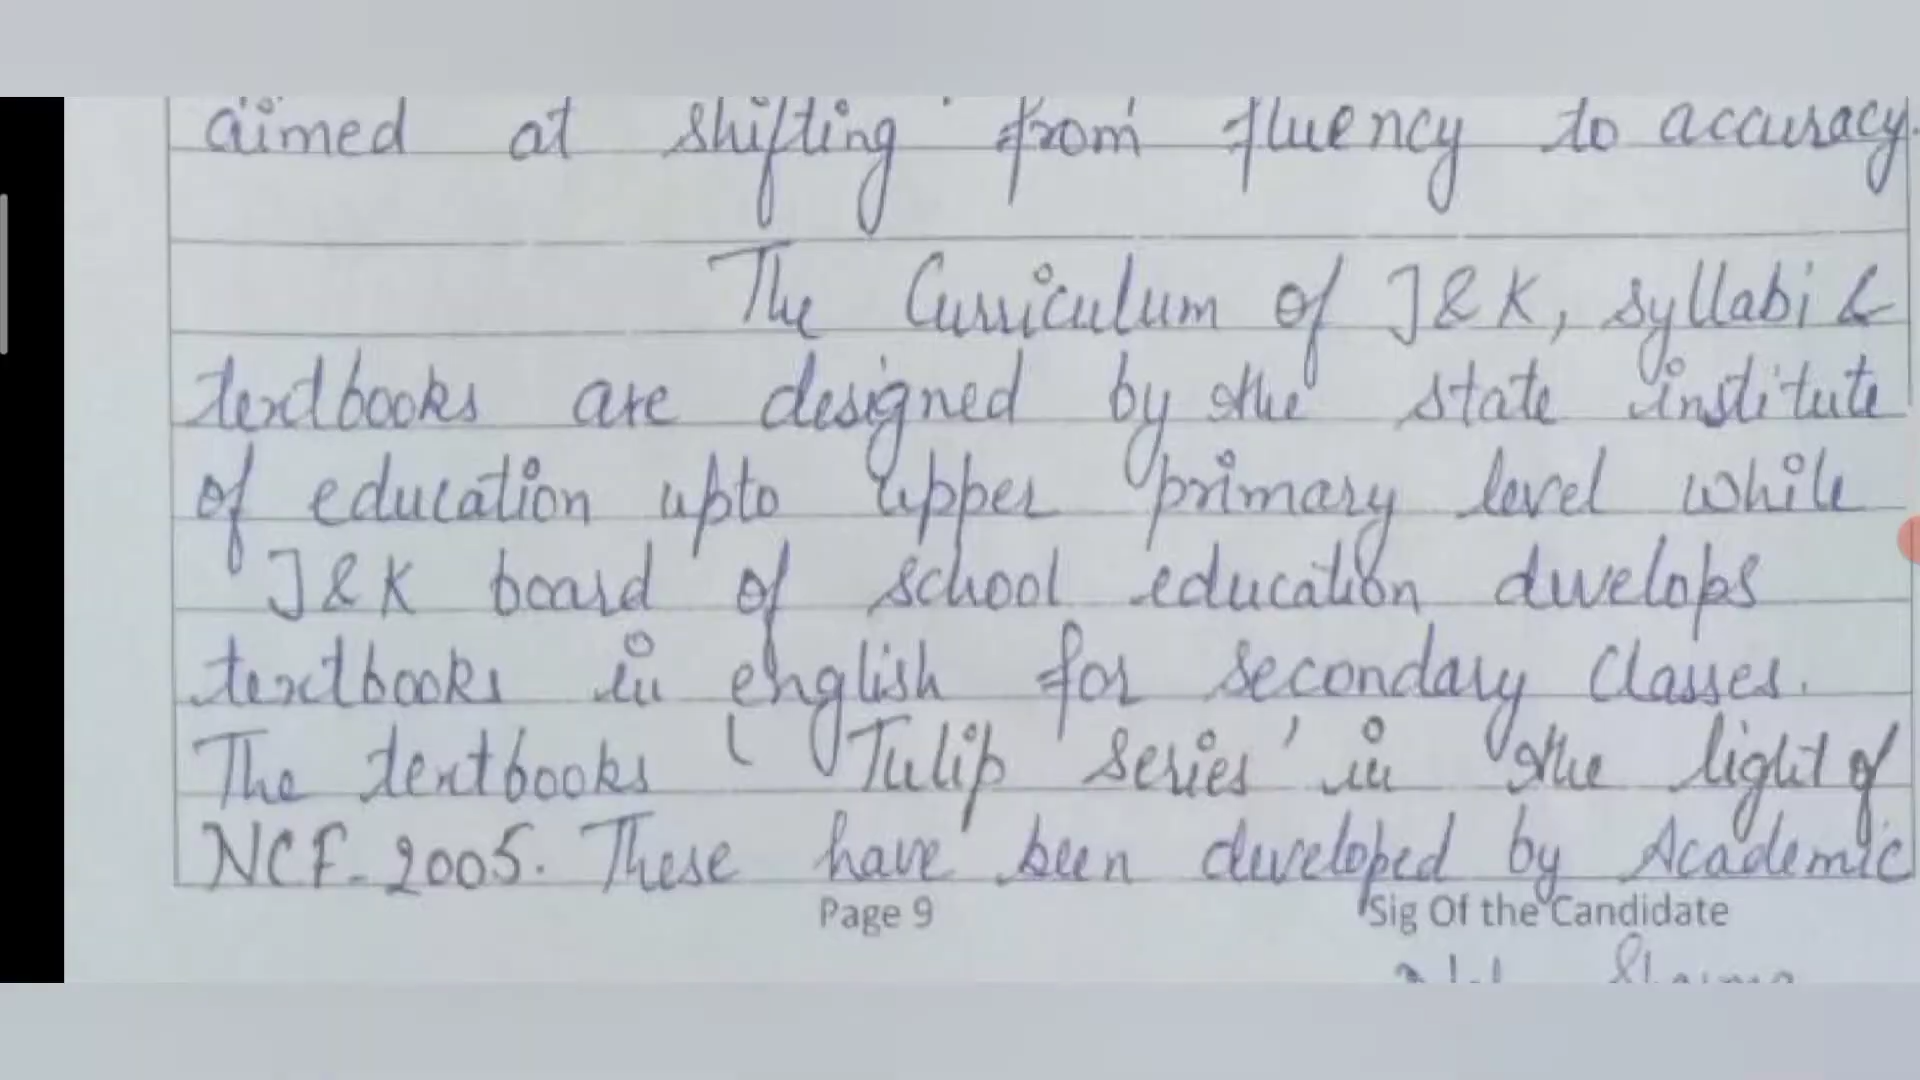 aimed at shifting from fluency to accuracy.
The Curriculum of J&K, syllabi &
textbooks are designed by the state institute
of education upto upper primary level while
J&K board of school education dvelops
textbooks in english for secondary Classes.
The textbooks ' Tulip series' in the light of
NCF-2005. These have been developed by Academic
Page 9 Sig Of the Candidate